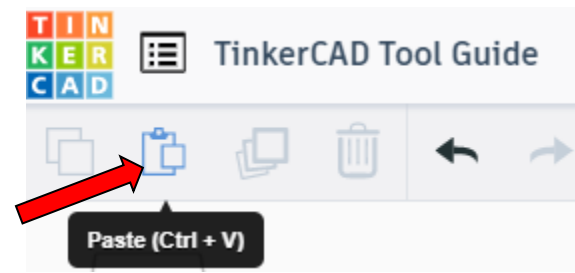 TIN
KER
CAD
TinkerCAD Tool Guide
Paste (Ctrl + V)